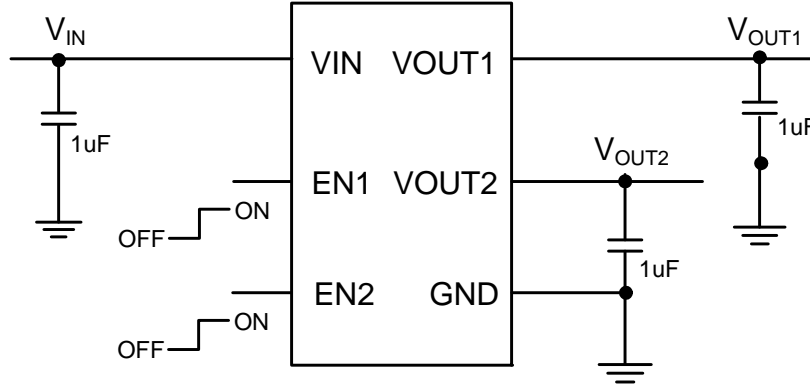 VIN
VOUT1
VIN VOUT1
1uF
1uF
VOUT2
EN1 VOUT2
ON
OFF
1uF
EN2 GND
ON
OFF